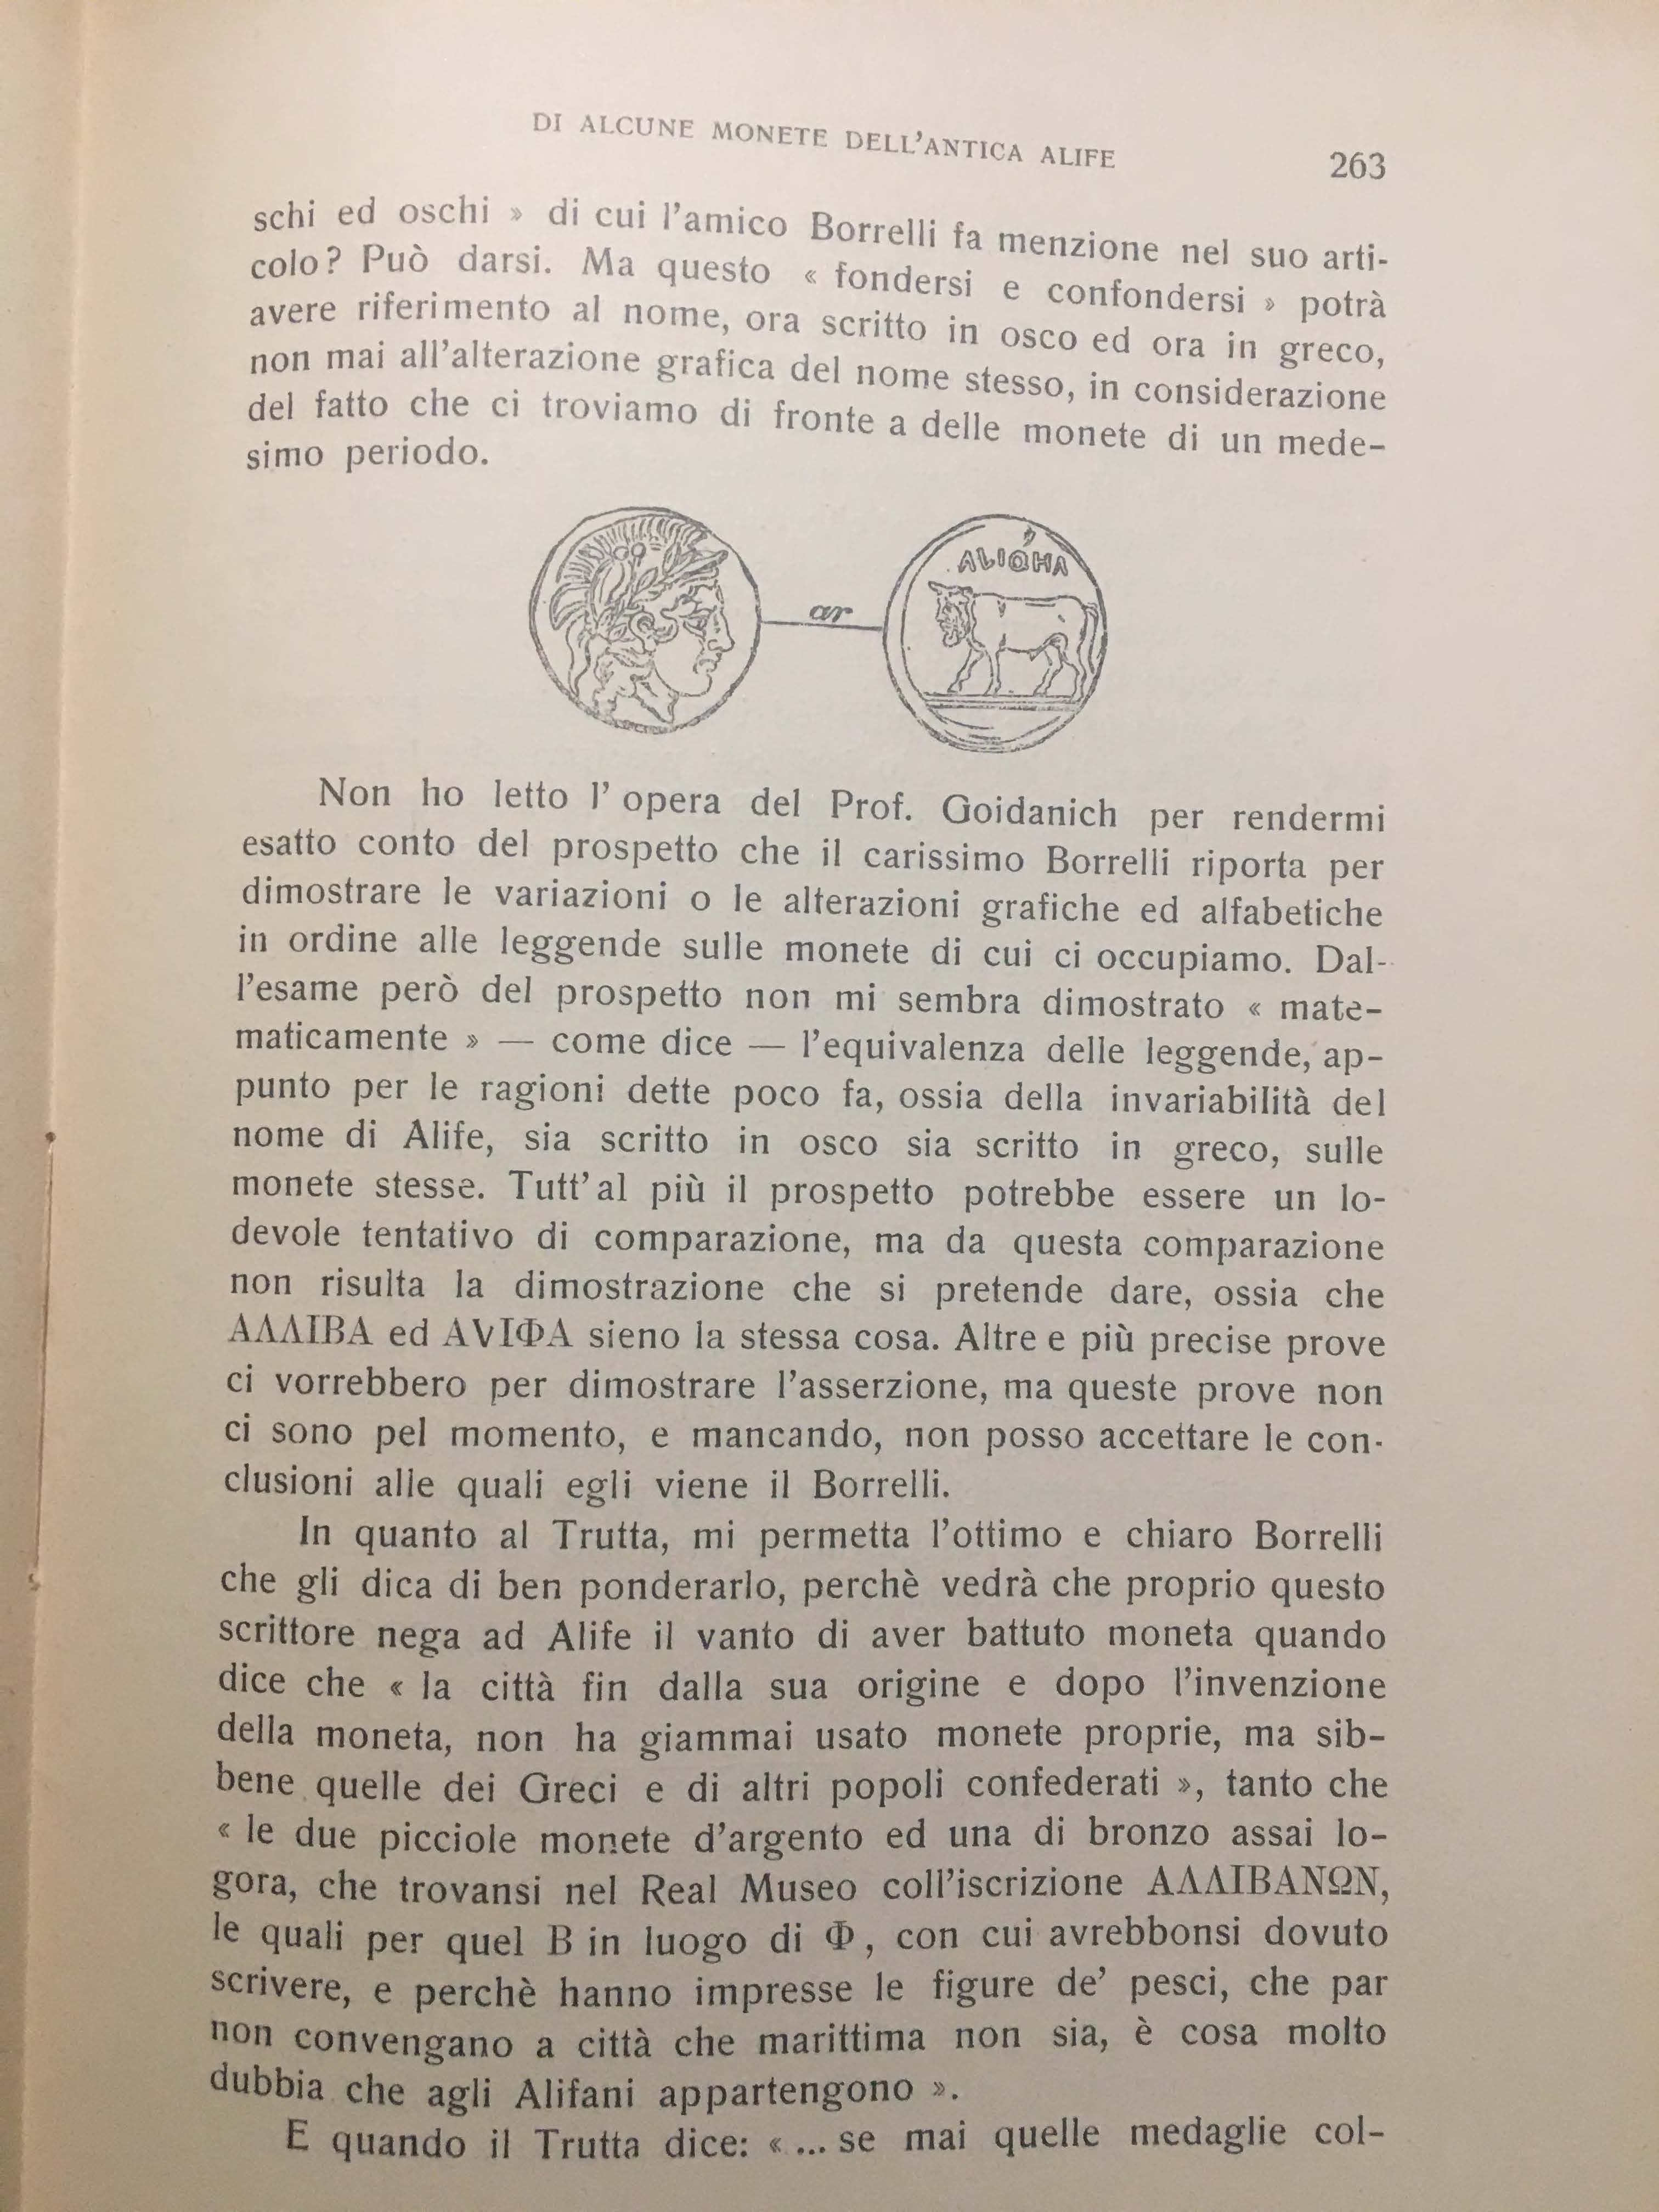 DI ALCUNE MONETE DELL'ANTICA ALIFE 263
schi ed oschi » di cui l'amico Borrelli fa menzione nel suo arti-
colo? Può darsi. Ma questo « fondersi e confondersi » potrà
avere riferimento al nome, ora scritto in osco ed ora in greco,
non mai all'alterazione grafica del nome stesso, in considerazione
del fatto che ci troviamo di fronte a delle monete di un mede-
simo periodo.
ar
Non ho letto l' opera del Prof. Goidanich per rendermi
esatto conto del prospetto che il carissimo Borrelli riporta per
dimostrare le variazioni o le alterazioni grafiche ed alfabetiche
in ordine alle leggende sulle monete di cui ci occupiamo. Dal-
l'esame però del prospetto non mi sembra dimostrato « mate-
maticamente » — come dice — l'equivalenza delle leggende, ap-
punto per le ragioni dette poco fa, ossia della invariabilità del
nome di Alife, sia scritto in osco sia scritto in greco, sulle
monete stesse. Tutt' al più il prospetto potrebbe essere un lo-
devole tentativo di comparazione, ma da questa comparazione
non risulta la dimostrazione che si pretende dare, ossia che
ΑΛΛΙΒΑ ed AVIΦA sieno la stessa cosa. Altre e più precise prove
ci vorrebbero per dimostrare l'asserzione, ma queste prove non
ci sono pel momento, e mancando, non posso accettare le con-
clusioni alle quali egli viene il Borrelli.
In quanto al Trutta, mi permetta l'ottimo e chiaro Borrelli
che gli dica di ben ponderarlo, perchè vedrà che proprio questo
scrittore nega ad Alife il vanto di aver battuto moneta quando
dice che « la città fin dalla sua origine e dopo l'invenzione
della moneta, non ha giammai usato monete proprie, ma sib-
bene quelle dei Greci e di altri popoli confederati », tanto che
« le due picciole monete d'argento ed una di bronzo assai lo-
gora, che trovansi nel Real Museo coll'iscrizione ΑΛΛΙΒΑΝΩΝ,
le quali per quel B in luogo di Φ, con cui avrebbonsi dovuto
scrivere, e perchè hanno impresse le figure de' pesci, che par
non convengano a città che marittima non sia, è cosa molto
dubbia che agli Alifani appartengono ».
E quando il Trutta dice: « ... se mai quelle medaglie col-